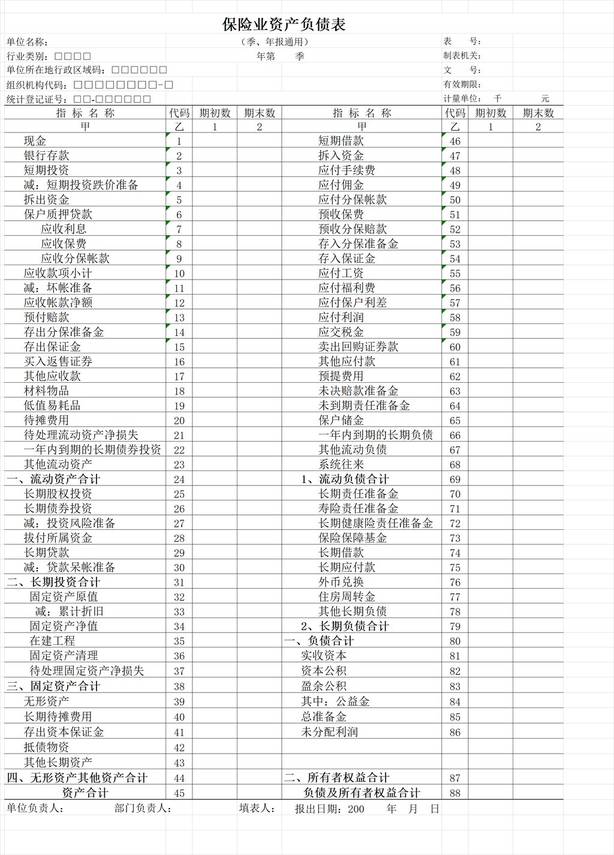 保险业资产负债表
单位名称： （季、年报通用） 表 号：
行业类别：□□□□ 年第 季 制表机关：
单位所在地行政区域码：□□□□□□ 文 号：
组织机构代码：□□□□□□□□-□ 有效期限：
统计登记证号：□□-□□□□□□ 计量单位： 千 元
指 标 名 称 代码 期初数 期末数 指 标 名 称 代码 期初数 期末数
甲 乙 1 2 甲 乙 1 2
现金 1 短期借款 46
银行存款 2 拆入资金 47
短期投资 3 应付手续费 48
减：短期投资跌价准备 4 应付佣金 49
拆出资金 5 应付分保帐款 50
保户质押贷款 6 预收保费 51
应收利息 7 预收分保赔款 52
应收保费 8 存入分保准备金 53
应收分保帐款 9 存入保证金 54
应收款项小计 10 应付工资 55
减：坏帐准备 11 应付福利费 56
应收帐款净额 12 应付保户利差 57
预付赔款 13 应付利润 58
存出分保准备金 14 应交税金 59
存出保证金 15 卖出回购证券款 60
买入返售证券 16 其他应付款 61
其他应收款 17 预提费用 62
材料物品 18 未决赔款准备金 63
低值易耗品 19 未到期责任准备金 64
待摊费用 20 保户储金 65
待处理流动资产净损失 21 一年内到期的长期负债 66
一年内到期的长期债券投资 22 其他流动负债 67
其他流动资产 23 系统往来 68
一、流动资产合计 24 1、流动负债合计 69
长期股权投资 25 长期责任准备金 70
长期债券投资 26 寿险责任准备金 71
减：投资风险准备 27 长期健康险责任准备金 72
拔付所属资金 28 保险保障基金 73
长期贷款 29 长期借款 74
减：贷款呆帐准备 30 长期应付款 75
二、长期投资合计 31 外币兑换 76
固定资产原值 32 住房周转金 77
减：累计折旧 33 其他长期负债 78
固定资产净值 34 2、长期负债合计 79
在建工程 35 一、负债合计 80
固定资产清理 36 实收资本 81
待处理固定资产净损失 37 资本公积 82
三、固定资产合计 38 盈余公积 83
无形资产 39 其中：公益金 84
长期待摊费用 40 总准备金 85
存出资本保证金 41 未分配利润 86
抵债物资 42
其他长期资产 43
四、无形资产其他资产合计 44 二、所有者权益合计 87
资产合计 45 负债及所有者权益合计 88
单位负责人： 部门负责人： 填表人： 报出日期：200 年 月 日